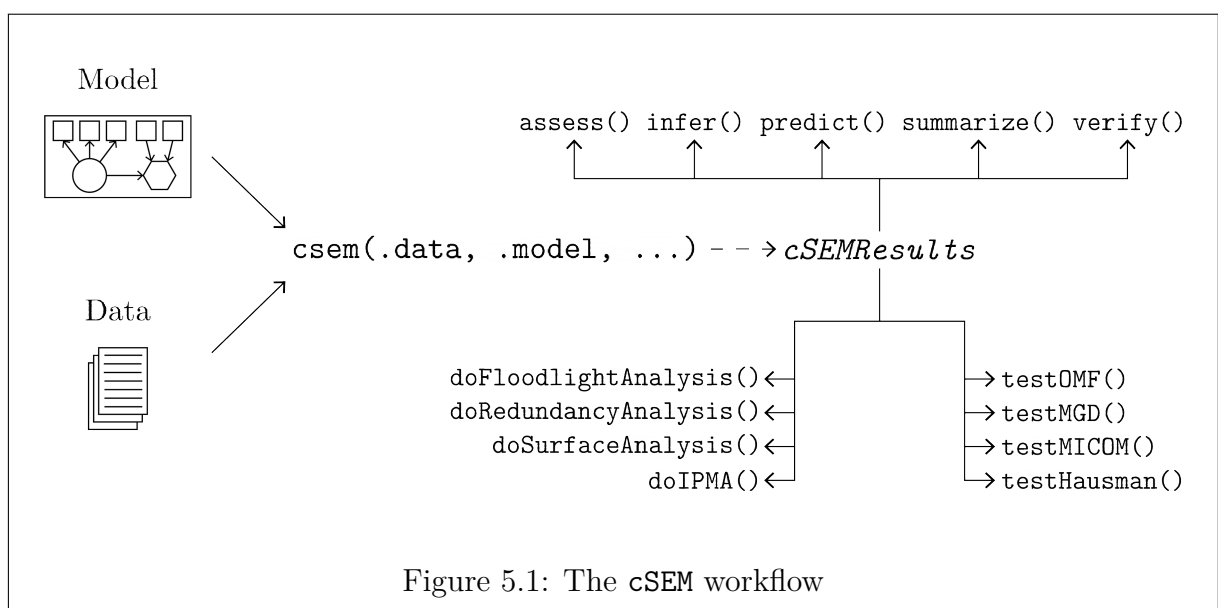 Model
assess() infer() predict() summarize() verify()
csem(.data, .model, ...) cSEMResults
Data
doFloodlightAnalysis() testOMF()
doRedundancyAnalysis() testMGD()
doSurfaceAnalysis() testMICOM()
doIPMA() testHausman()
Figure 5.1: The cSEM workflow